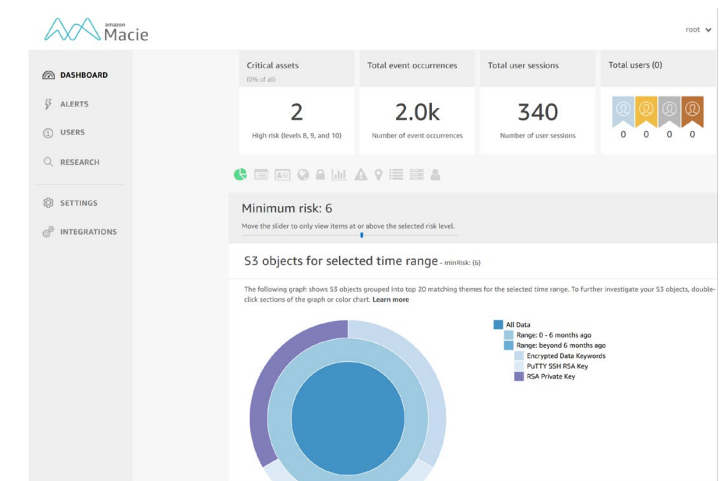 amazon
Macie
root
DASHBOARD
ALERTS
USERS
RESEARCH
SETTINGS
INTEGRATIONS
Critical assets
(0% of all)
2
High risk (levels 8, 9, and 10)
Total event occurrences
2.0k
Number of event occurrences
Total user sessions
340
Number of user sessions
Total users (0)
0 0 0 0
Minimum risk: 6
Move the slider to only view items at or above the selected risk level.
S3 objects for selected time range - minRisk: (6)
The following graph shows S3 objects grouped into top 20 matching themes for the selected time range. To further investigate your S3 objects, double-
click sections of the graph or color chart. Learn more
All Data
Range: 0 - 6 months ago
Range: beyond 6 months ago
Encrypted Data Keywords
PuTTY SSH RSA Key
RSA Private Key